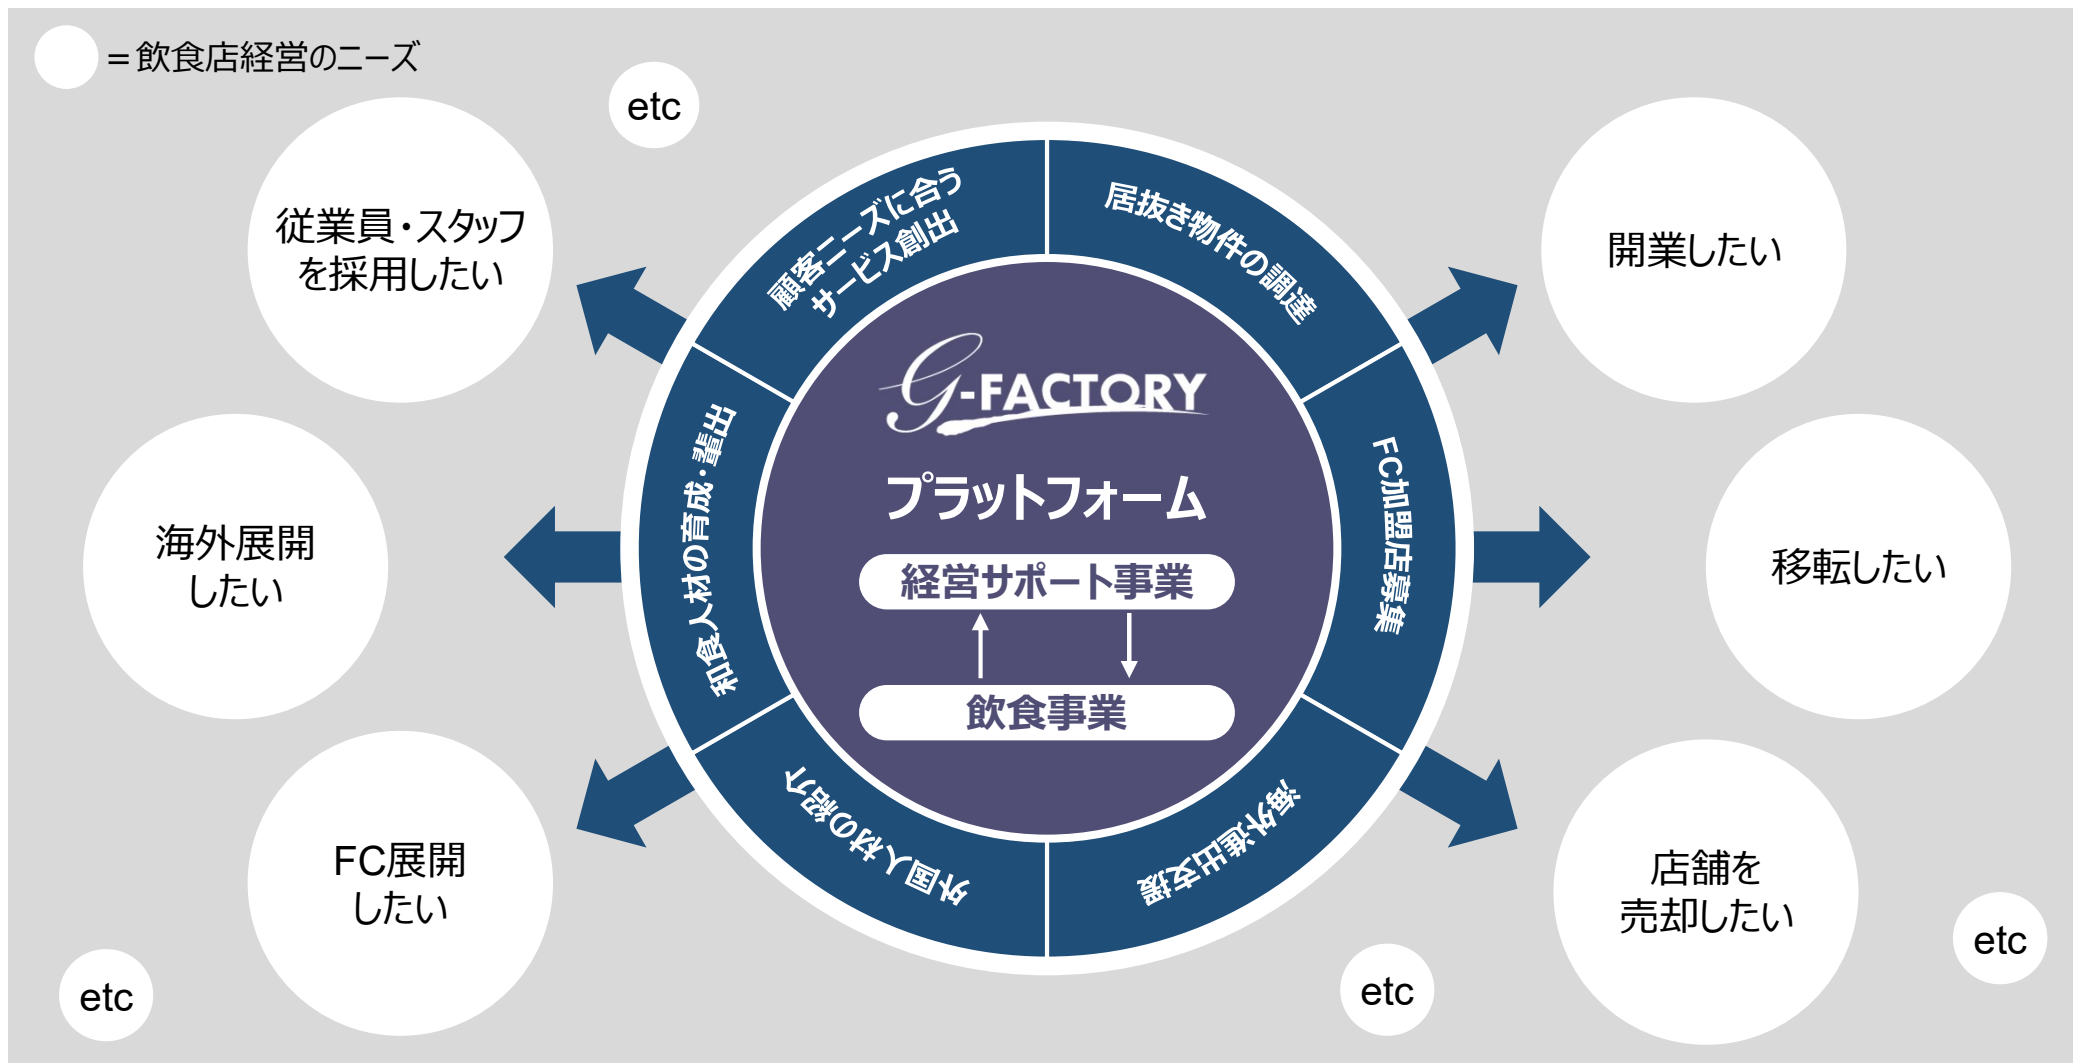 =飲食店経営のニーズ
etc
従業員・スタッフ
を採用したい
海外展開
したい
FC展開
したい
etc
顧客ニーズに合う
サービス創出
居抜き物件の調達
FC加盟店募集
海外進出支援
外国人材の紹介
和食人材の育成・輩出
G-FACTORY
プラットフォーム
経営サポート事業
飲食事業
開業したい
移転したい
店舗を
売却したい
etc
etc